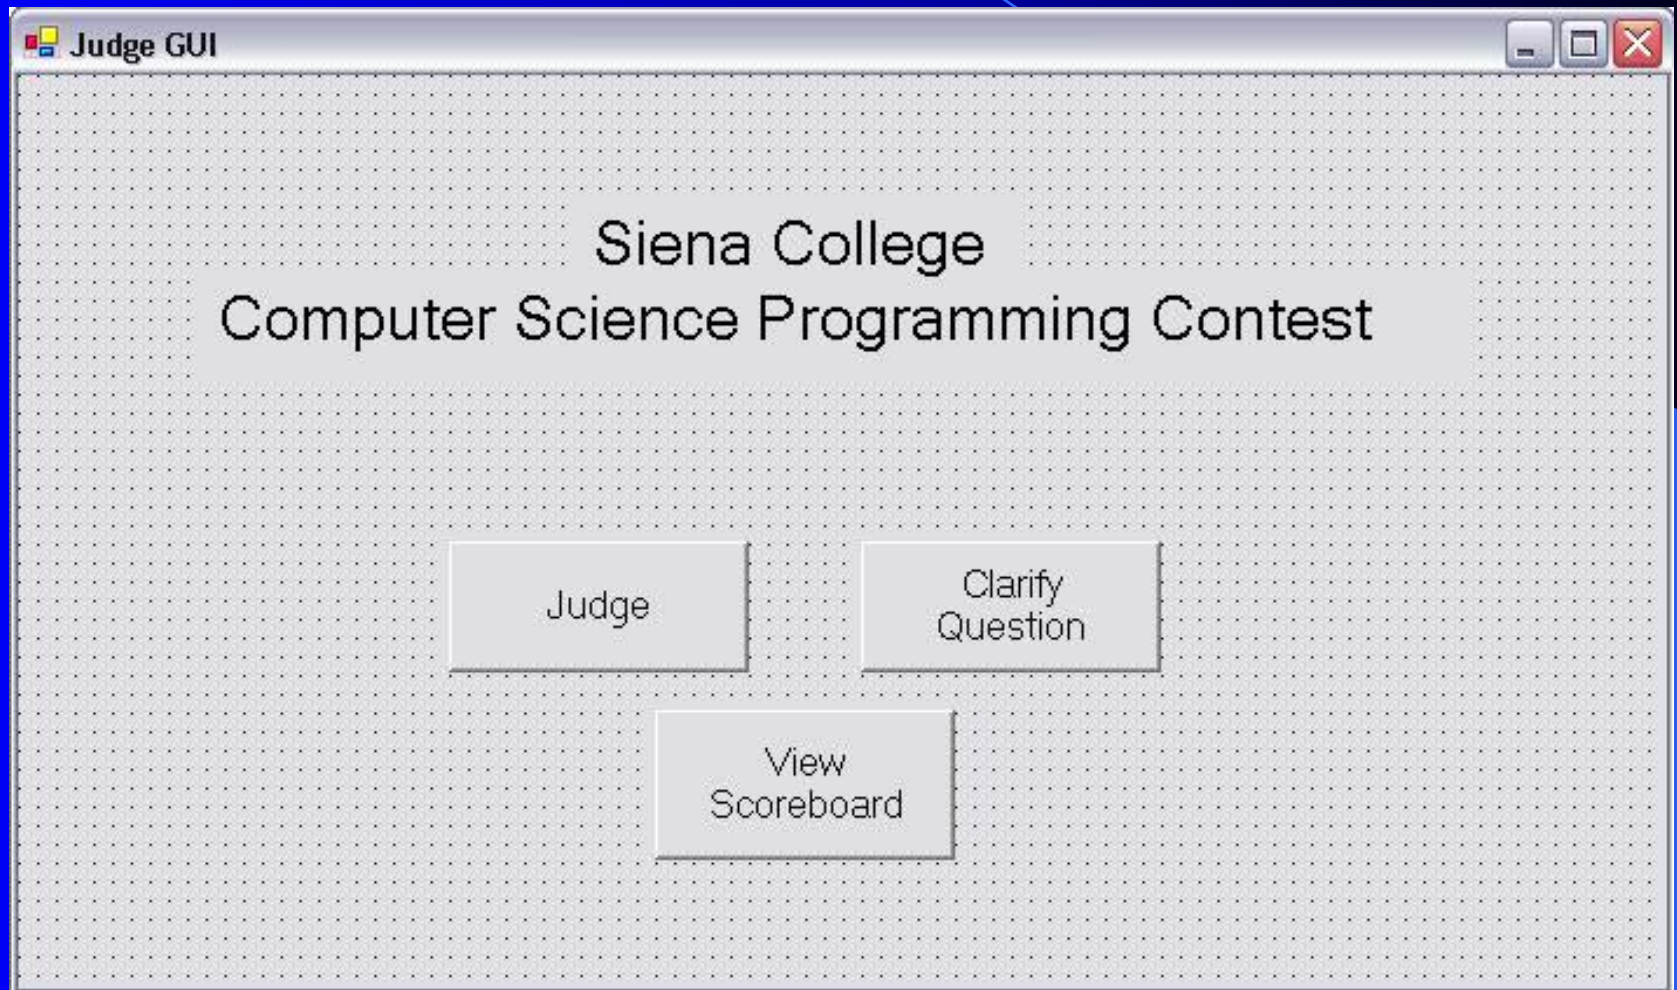 Judge GUI
Siena College
Computer Science Programming Contest
Judge
Clarify
Question
View
Scoreboard